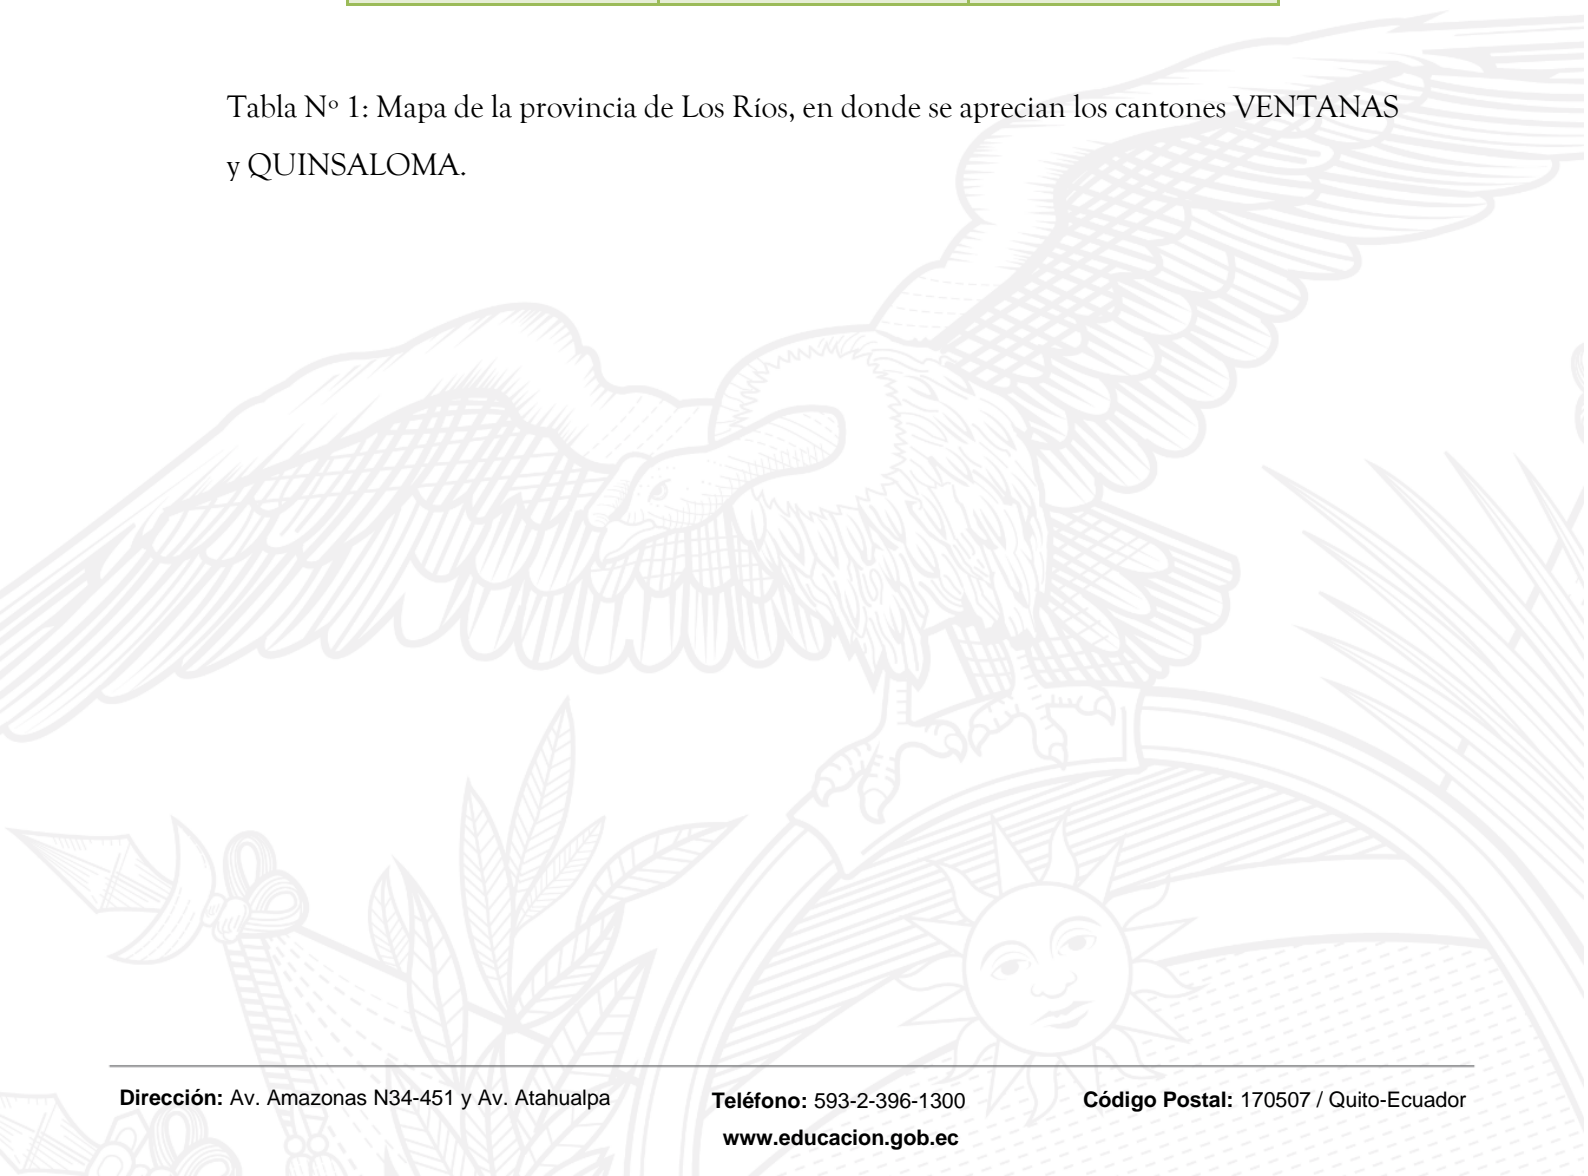 Tabla Nº 1: Mapa de la provincia de Los Ríos, en donde se aprecian los cantones VENTANAS
y QUINSALOMA.
Dirección: Av. Amazonas N34-451 y Av. Atahualpa
Teléfono: 593-2-396-1300
Código Postal: 170507 / Quito-Ecuador
www.educacion.gob.ec